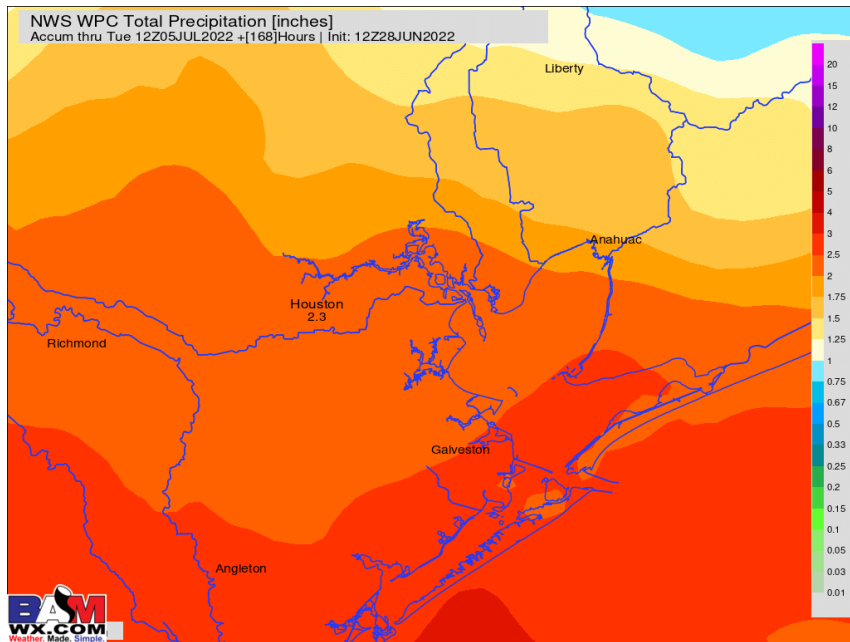 NWS WPC Total Precipitation [inches]
Accum thru Tue 12Z05JUL2022 +[168]Hours | Init: 12Z28JUN2022
Liberty
Anahuac
Houston
2.3
Richmond
Galveston
Angleton
20
15
12
10
8
6
5
4
3
2.5
2
1.75
1.5
1.25
1
0.75
0.67
0.5
0.33
0.25
0.2
0.15
0.1
0.05
0.03
0.01
BAM
WX.COM
Weather. Made. Simple.